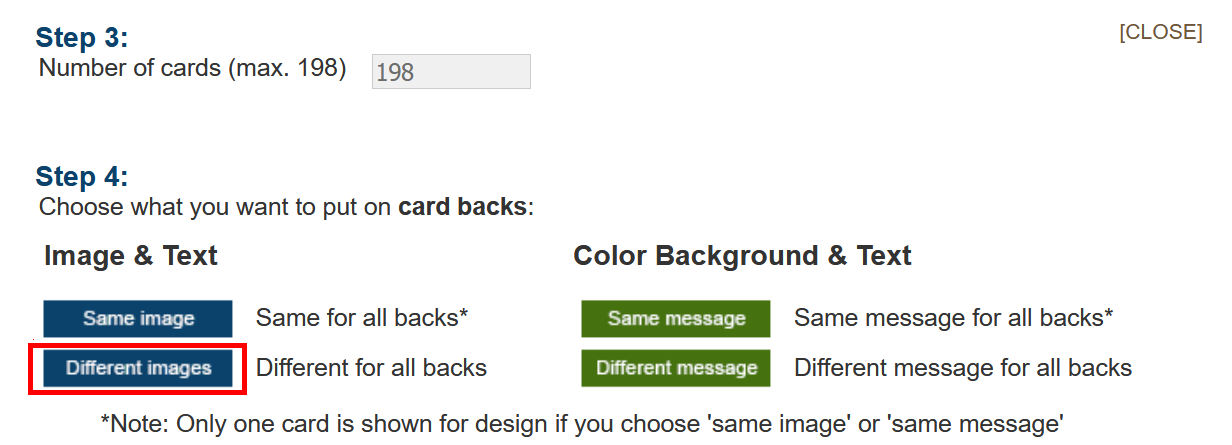 Step 3:
[CLOSE]
Number of cards (max. 198) 198
Step 4:
Choose what you want to put on card backs:
Image & Text Color Background & Text
Same image Same for all backs* Same message Same message for all backs*
Different images Different for all backs Different message Different message for all backs
*Note: Only one card is shown for design if you choose 'same image' or 'same message'